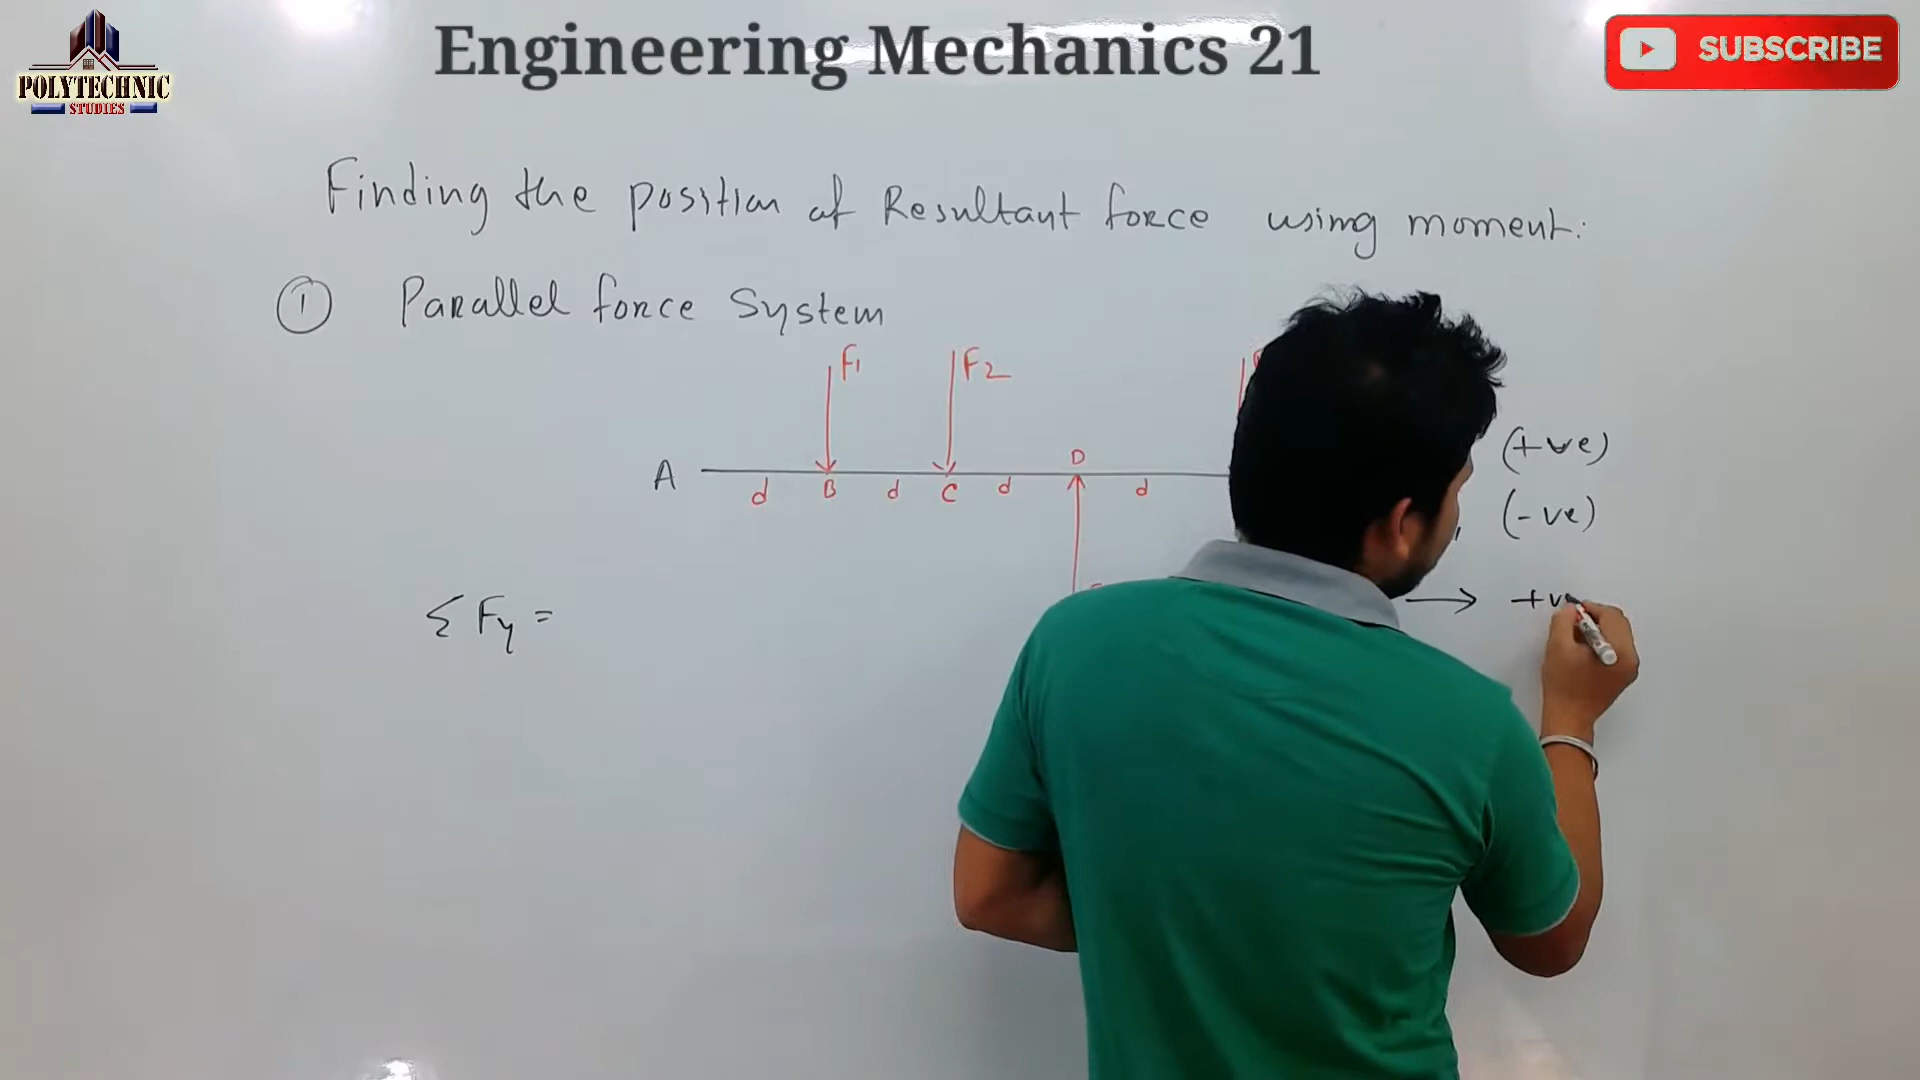 POLYTECHNIC
STUDIES
Engineering Mechanics 21
SUBSCRIBE
Finding the position of Resultant force using moment:
① Parallel force System
F1 F2
(+ve)
D
A d B d C d d
(-ve)
ΣFy =
→ +ve